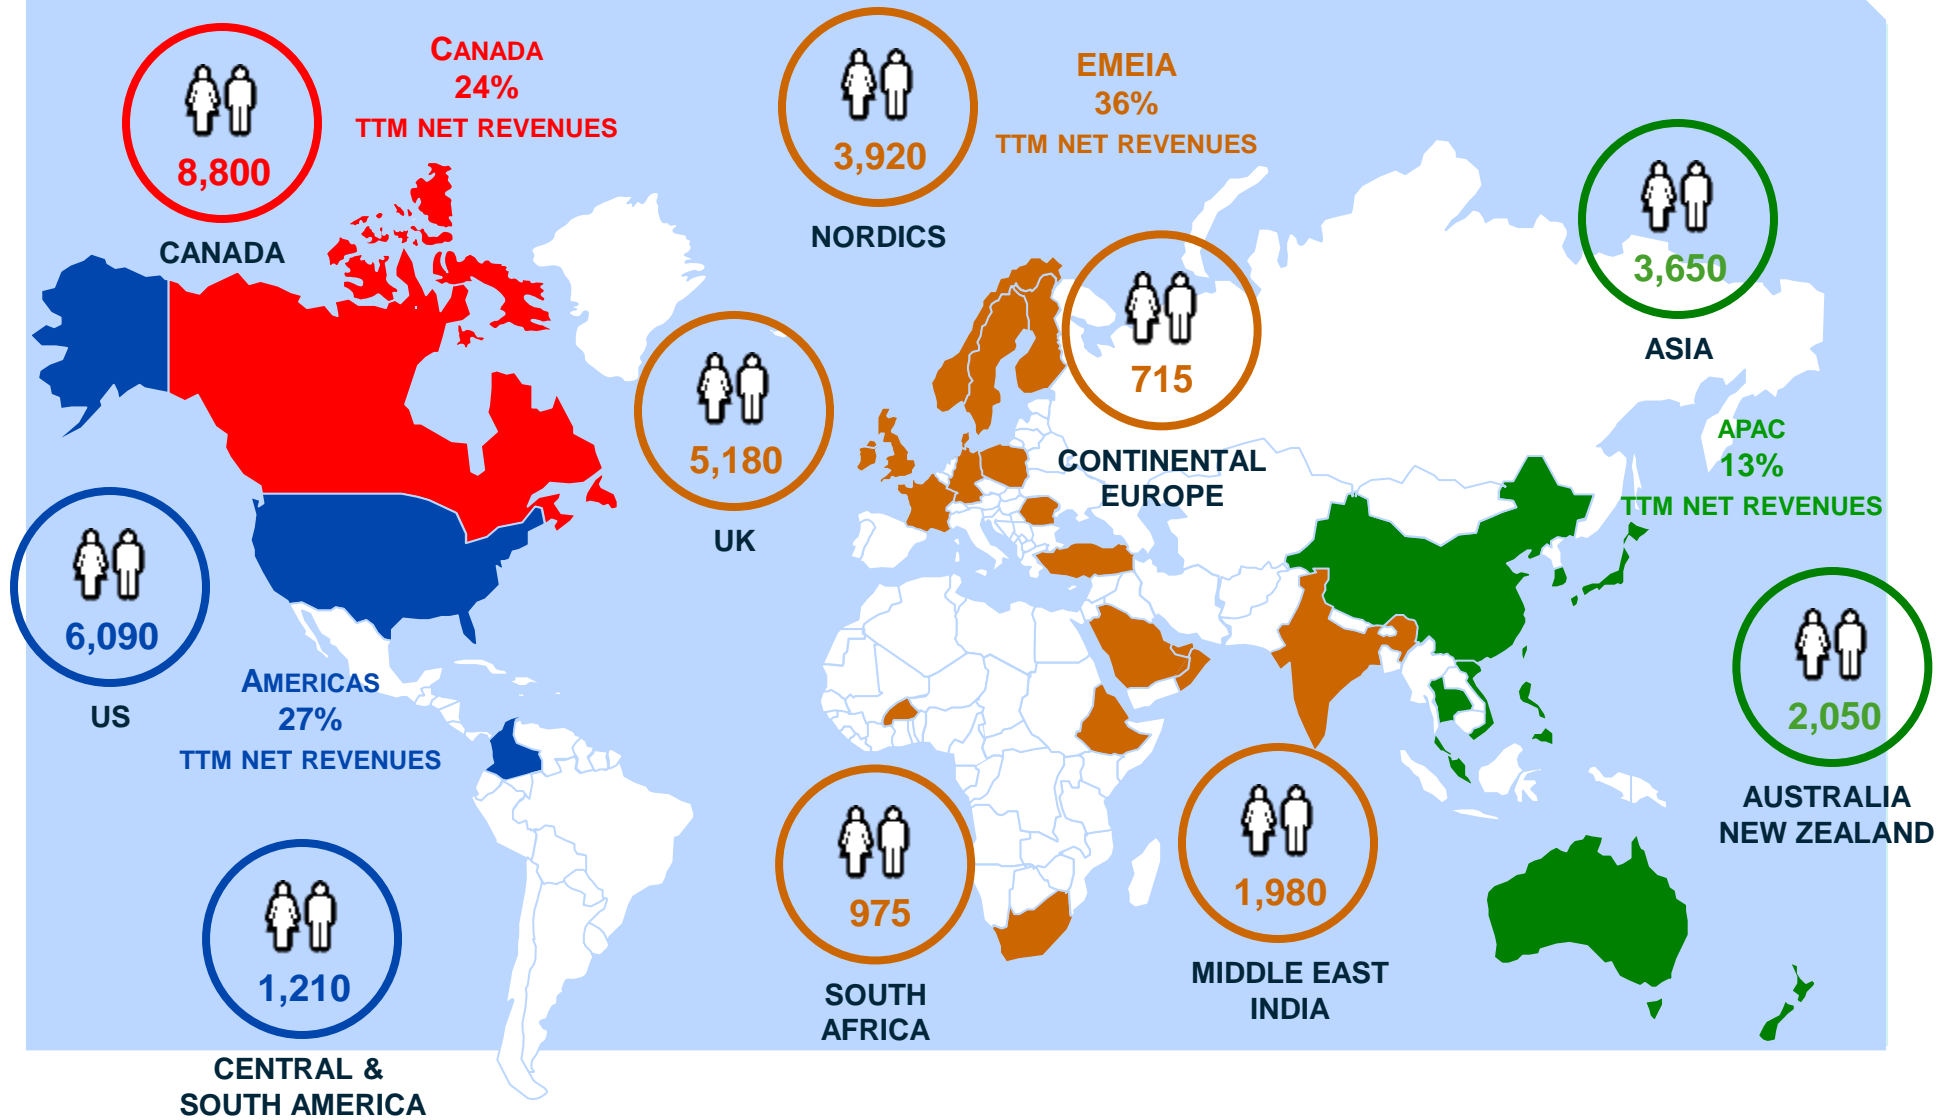 CANADA
24%
TTM NET REVENUES
8,800
CANADA
3,920
NORDICS
EMEIA
36%
TTM NET REVENUES
3,650
ASIA
715
CONTINENTAL
EUROPE
5,180
UK
APAC
13%
TTM NET REVENUES
6,090
US
AMERICAS
27%
TTM NET REVENUES
2,050
AUSTRALIA
NEW ZEALAND
975
SOUTH
AFRICA
1,980
MIDDLE EAST
INDIA
1,210
CENTRAL &
SOUTH AMERICA